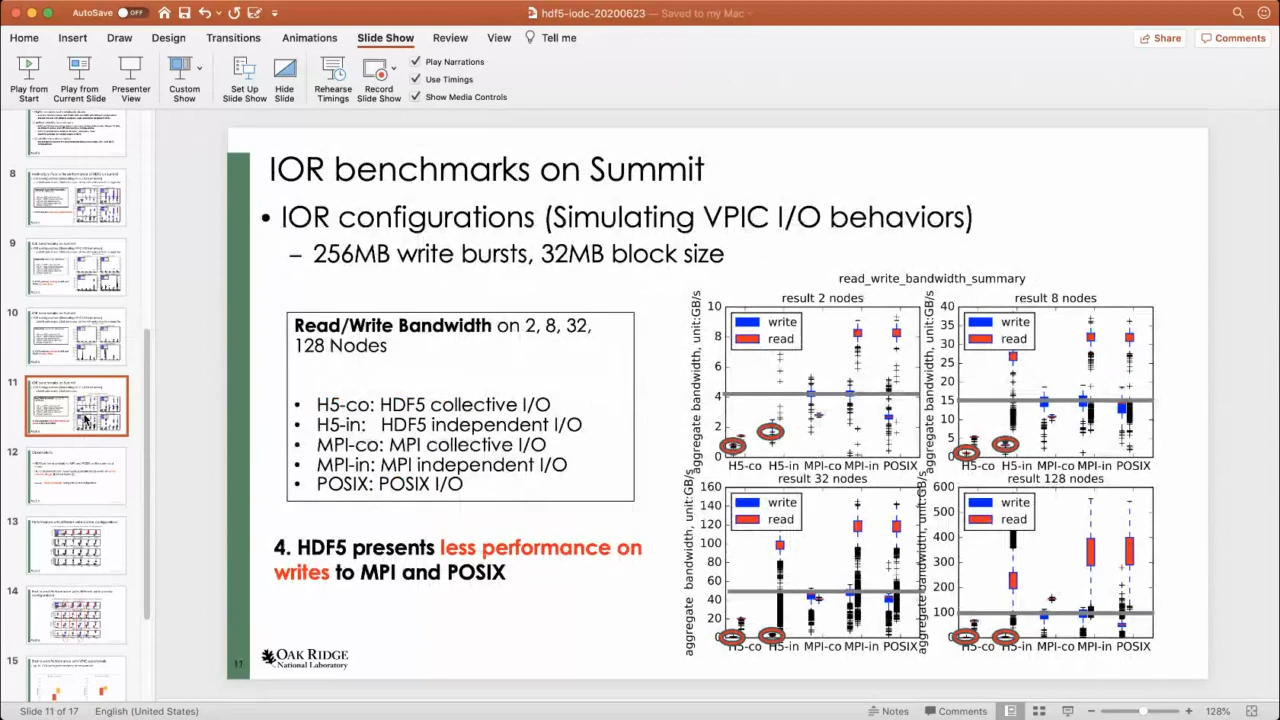 AutoSave OFF
hdf5-iodc-20200623 — Saved to my Mac
Home Insert Draw Design Transitions Animations Slide Show Review View Tell me
Share Comments
Play from Start
Play from Current Slide
Presenter View
Custom Show
Set Up Slide Show
Hide Slide
Rehearse Timings
Record Slide Show
Play Narrations
Use Timings
Show Media Controls
8
9
10
11
12
13
14
15
IOR benchmarks on Summit
• IOR configurations (Simulating VPIC I/O behaviors)
– 256MB write bursts, 32MB block size
Read/Write Bandwidth on 2, 8, 32,
128 Nodes
• H5-co: HDF5 collective I/O
• H5-in: HDF5 independent I/O
• MPI-co: MPI collective I/O
• MPI-in: MPI independent I/O
• POSIX: POSIX I/O
4. HDF5 presents less performance on
writes to MPI and POSIX
read_write_bandwidth_summary
result 2 nodes
aggregate bandwidth, unit:GB/s
10
8
6
4
2
0
write
read
H5-co H5-in MPI-co MPI-in POSIX
result 8 nodes
aggregate bandwidth, unit:GB/s
40
35
30
25
20
15
10
5
0
write
read
H5-co H5-in MPI-co MPI-in POSIX
result 32 nodes
aggregate bandwidth, unit:GB/s
160
140
120
100
80
60
40
20
0
write
read
H5-co H5-in MPI-co MPI-in POSIX
result 128 nodes
aggregate bandwidth, unit:GB/s
600
500
400
300
200
100
0
write
read
H5-co H5-in MPI-co MPI-in POSIX
11
OAK RIDGE
National Laboratory
Slide 11 of 17 English (United States)
Notes Comments 128%